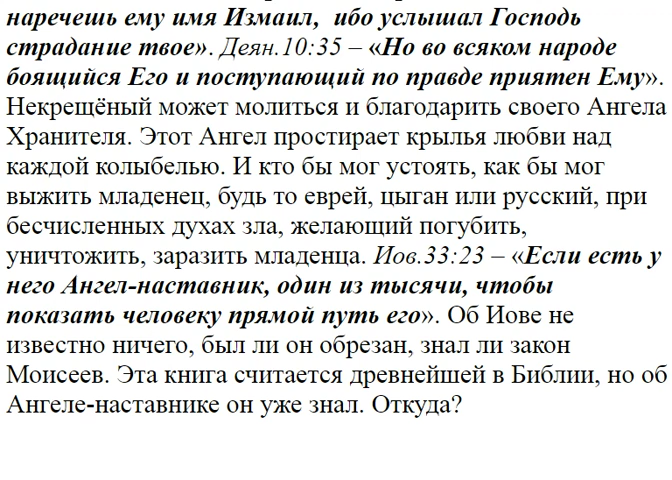 наречешь ему имя Измаил, ибо услышал Господь
страдание твое». Деян.10:35 – «Но во всяком народе
боящийся Его и поступающий по правде приятен Ему».
Некрещёный может молиться и благодарить своего Ангела
Хранителя. Этот Ангел простирает крылья любви над
каждой колыбелью. И кто бы мог устоять, как бы мог
выжить младенец, будь то еврей, цыган или русский, при
бесчисленных духах зла, желающий погубить,
уничтожить, заразить младенца. Иов.33:23 – «Если есть у
него Ангел-наставник, один из тысячи, чтобы
показать человеку прямой путь его». Об Иове не
известно ничего, был ли он обрезан, знал ли закон
Моисеев. Эта книга считается древнейшей в Библии, но об
Ангеле-наставнике он уже знал. Откуда?